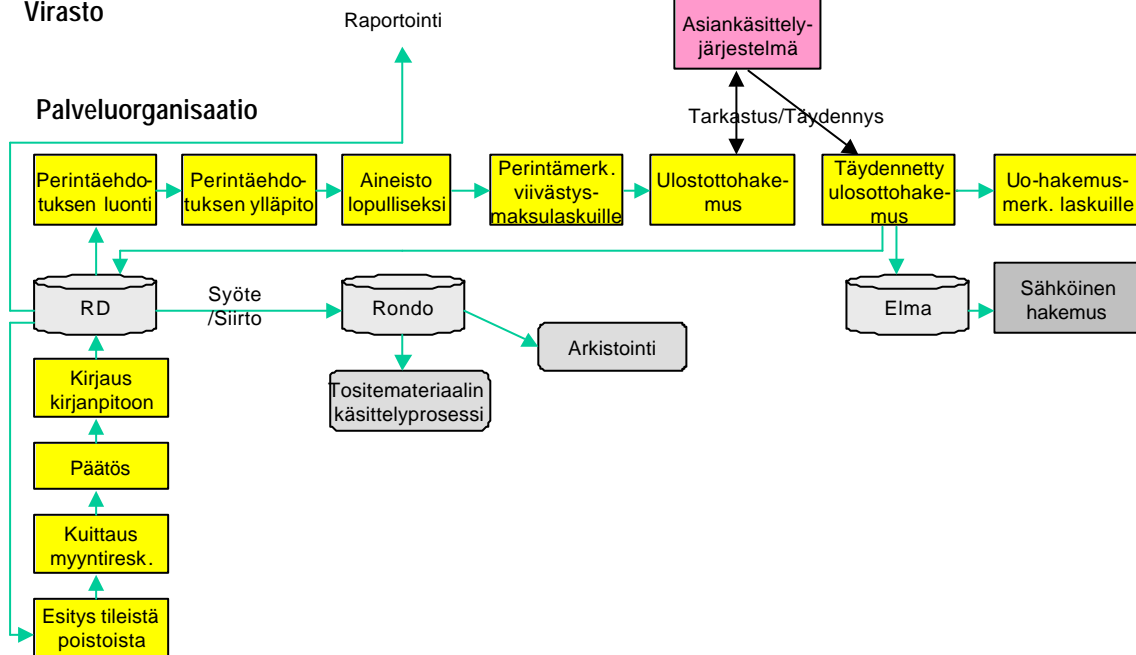 Virasto
Raportointi
Asiankäsittely-
järjestelmä
Palveluorganisaatio
Tarkastus/Täydennys
Perintäehdo-
tuksen luonti
Perintäehdo-
tuksen ylläpito
Aineisto
lopulliseksi
Perintämerk.
viivästys-
maksulaskuille
Ulostottohake-
mus
Täydennetty
ulosottohake-
mus
Uo-hakemus-
merk. laskuille
RD
Syöte
/Siirto
Rondo
Elma
Sähköinen
hakemus
Arkistointi
Kirjaus
kirjanpitoon
Tositemateriaalin
käsittelyprosessi
Päätös
Kuittaus
myyntiresk.
Esitys tileistä
poistoista